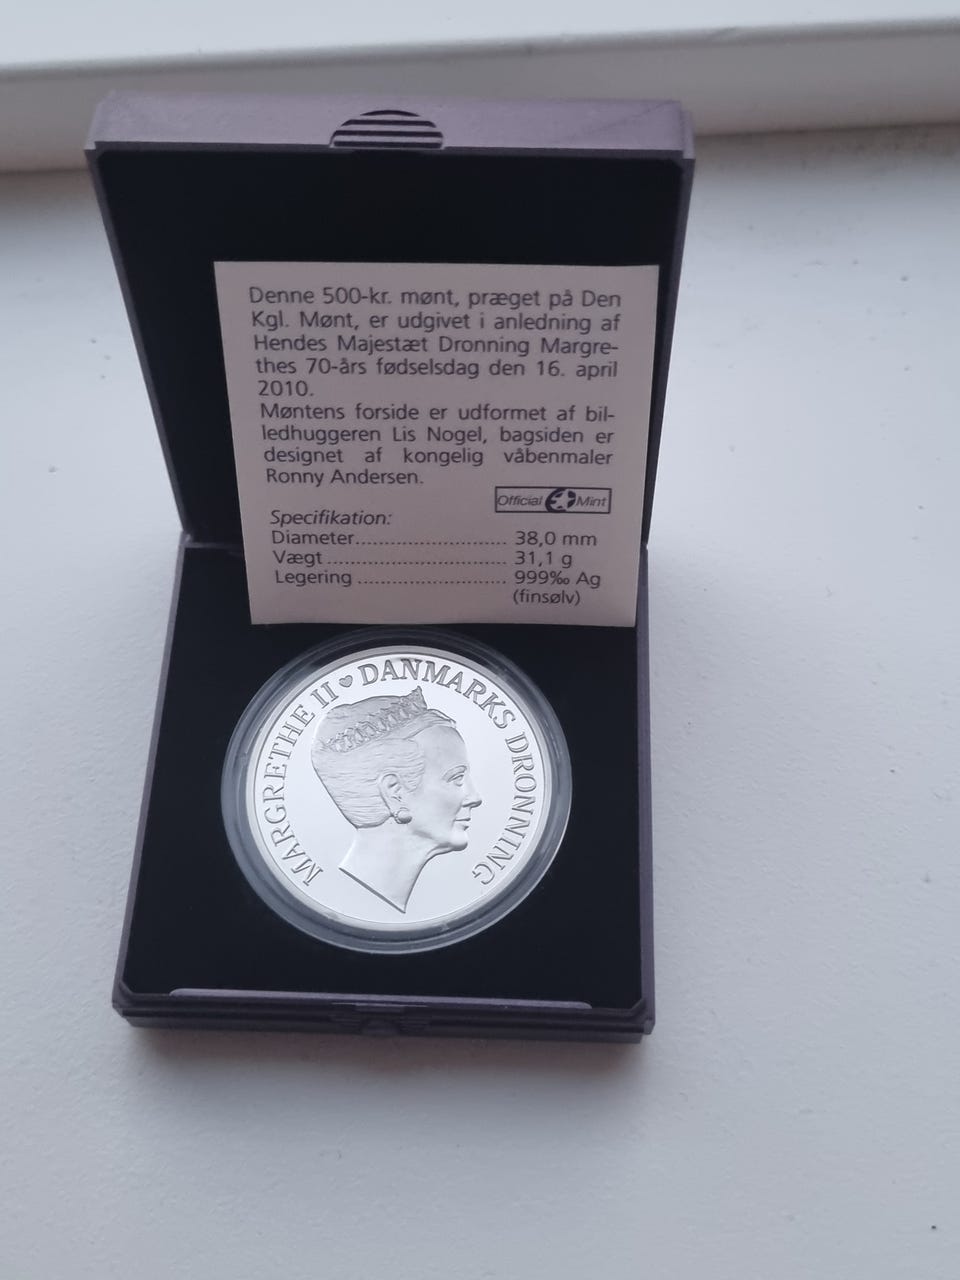 Denne 500-kr. mønt, præget på Den
Kgl. Mønt, er udgivet i anledning af
Hendes Majestæt Dronning Margre-
thes 70-års fødselsdag den 16. april
2010.
Møntens forside er udformet af bil-
ledhuggeren Lis Nogel, bagsiden er
designet af kongelig våbenmaler
Ronny Andersen.
Official Mint
Specifikation:
Diameter........................ 38,0 mm
Vægt ............................. 31,1 g
Legering ........................ 999‰ Ag
(finsølv)
MARGRETHE II ♥ DANMARKS DRONNING